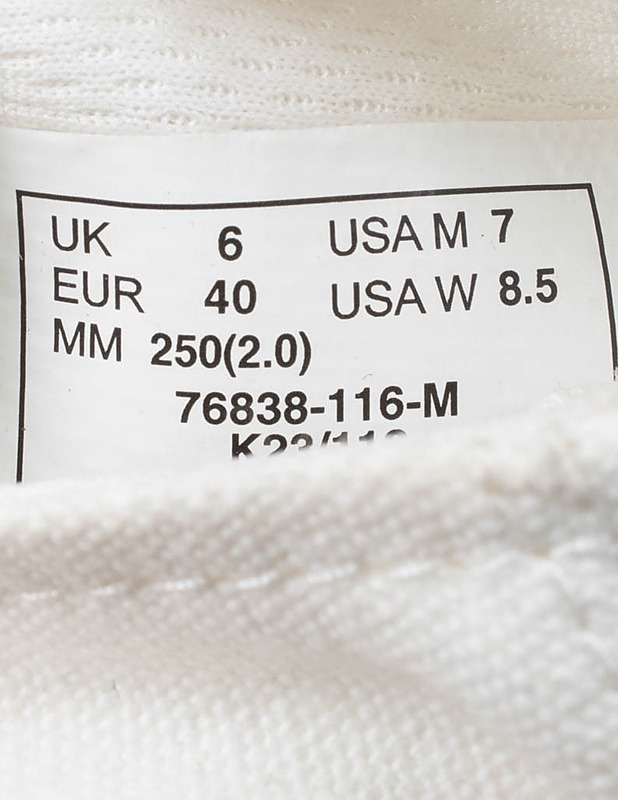 UK 6 USA M 7
EUR 40 USA W 8.5
MM 250(2.0)
76838-116-M